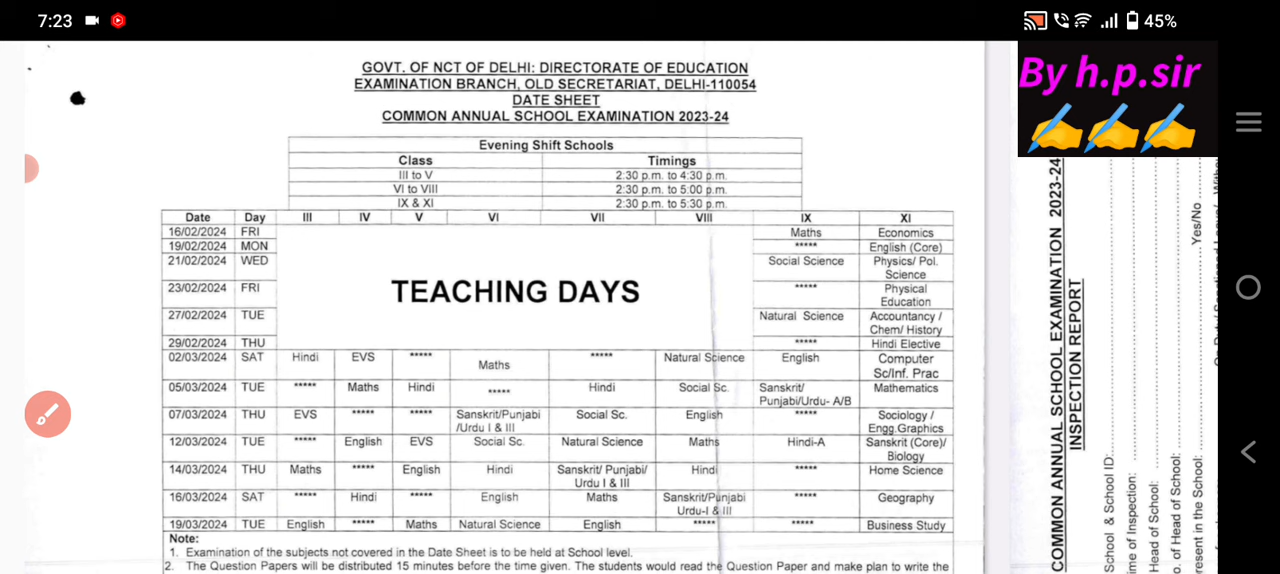 7:23
45%
GOVT. OF NCT OF DELHI: DIRECTORATE OF EDUCATION
EXAMINATION BRANCH, OLD SECRETARIAT, DELHI-110054
DATE SHEET
COMMON ANNUAL SCHOOL EXAMINATION 2023-24
Evening Shift Schools
Class Timings
III to V 2:30 p.m. to 4:30 p.m.
VI to VIII 2:30 p.m. to 5:00 p.m.
IX & XI 2:30 p.m. to 5:30 p.m.
Date Day III IV V VI VII VIII IX XI
16/02/2024 FRI Maths Economics
19/02/2024 MON ***** English (Core)
21/02/2024 WED Social Science Physics/ Pol.
Science
TEACHING DAYS
23/02/2024 FRI ***** Physical
Education
27/02/2024 TUE Natural Science Accountancy /
Chem/ History
29/02/2024 THU ***** Hindi Elective
02/03/2024 SAT Hindi EVS ***** Maths ***** Natural Science English Computer
Sc/Inf. Prac
05/03/2024 TUE ***** Maths Hindi ***** Hindi Social Sc. Sanskrit/ Mathematics
Punjabi/Urdu- A/B
07/03/2024 THU EVS ***** ***** Sanskrit/Punjabi Social Sc. English ***** Sociology /
/Urdu I & III Engg.Graphics
12/03/2024 TUE ***** English EVS Social Sc. Natural Science Maths Hindi-A Sanskrit (Core)/
Biology
14/03/2024 THU Maths ***** English Hindi Sanskrit/ Punjabi/ Hindi ***** Home Science
Urdu I & III
16/03/2024 SAT ***** Hindi ***** English Maths Sanskrit/Punjabi ***** Geography
Urdu-I & III
19/03/2024 TUE English ***** Maths Natural Science English ***** ***** Business Study
Note:
1. Examination of the subjects not covered in the Date Sheet is to be held at School level.
2. The Question Papers will be distributed 15 minutes before the time given. The students would read the Question Paper and make plan to write the
By h.p.sir
COMMON ANNUAL SCHOOL EXAMINATION 2023-24
INSPECTION REPORT
School & School ID:
ime of Inspection:
Head of School:
o. of Head of School:
resent in the School: Yes/No